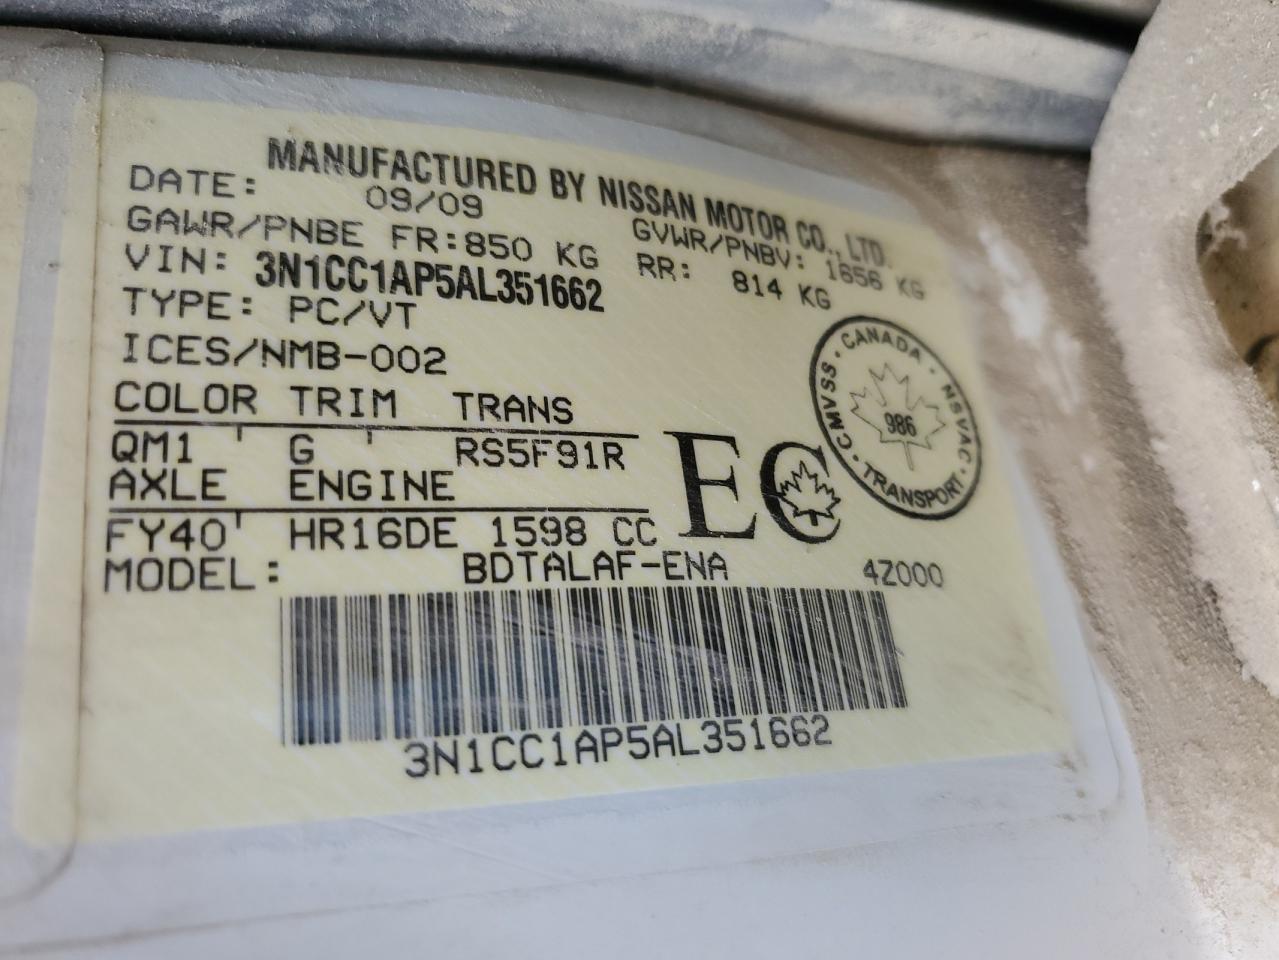 MANUFACTURED BY NISSAN MOTOR CO., LTD.
DATE: 09/09 GVWR/PNBV: 1656 KG
GAWR/PNBE FR:850 KG RR: 814 KG
VIN: 3N1CC1AP5AL351662
TYPE: PC/VT
ICES/NMB-002
COLOR TRIM TRANS
QM1 G RS5F91R
AXLE ENGINE
FY40 HR16DE 1598 CC
EC
CANADA · NSVAC · TRANSPORT · CMVSS ·
986
MODEL: BDTALAF-ENA 4Z000
3N1CC1AP5AL351662